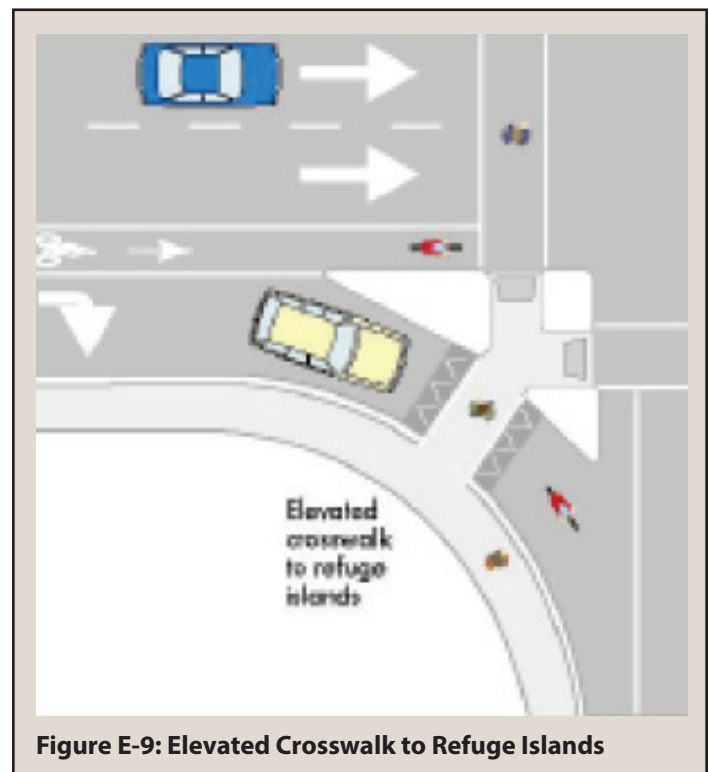 Elevated
crosswalk
to refuge
islands
Figure E-9: Elevated Crosswalk to Refuge Islands